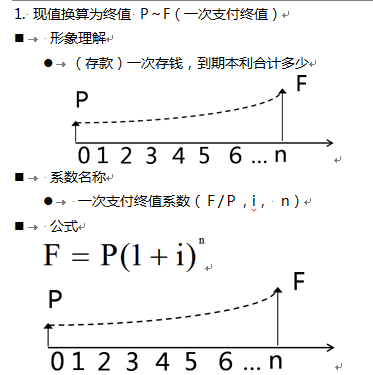 1. 现值换算为终值 P~F（一次支付终值）
形象理解
（存款）一次存钱，到期本利合计多少
P F
0 1 2 3 4 5 6 ... n
系数名称
一次支付终值系数（F/P，i， n）
公式
F = P(1 + i)ⁿ
P F
0 1 2 3 4 5 6 ... n